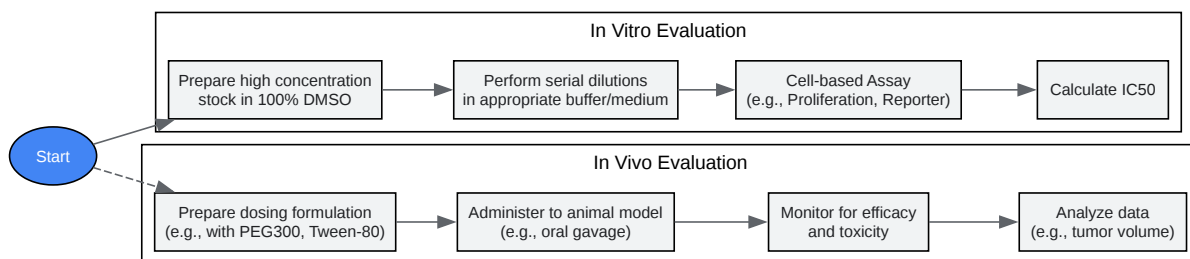 In Vitro Evaluation
Prepare high concentration
stock in 100% DMSO
Perform serial dilutions
in appropriate buffer/medium
Cell-based Assay
(e.g., Proliferation, Reporter)
Calculate IC50
Start
In Vivo Evaluation
Prepare dosing formulation
(e.g., with PEG300, Tween-80)
Administer to animal model
(e.g., oral gavage)
Monitor for efficacy
and toxicity
Analyze data
(e.g., tumor volume)